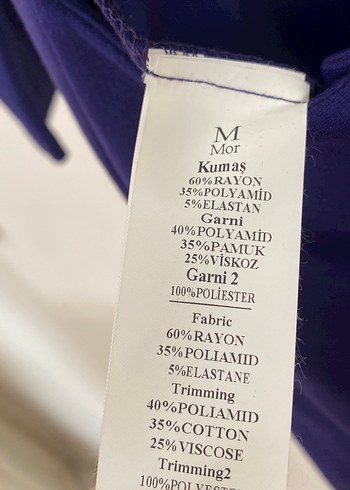 M
Mor
Kumaş
60%RAYON
35%POLYAMİD
5%ELASTAN
Garni
40%POLYAMİD
35%PAMUK
25%VİSKOZ
Garni 2
100%POLİESTER
Fabric
60%RAYON
35%POLIAMID
5%ELASTANE
Trimming
40%POLIAMID
35%COTTON
25%VISCOSE
Trimming2